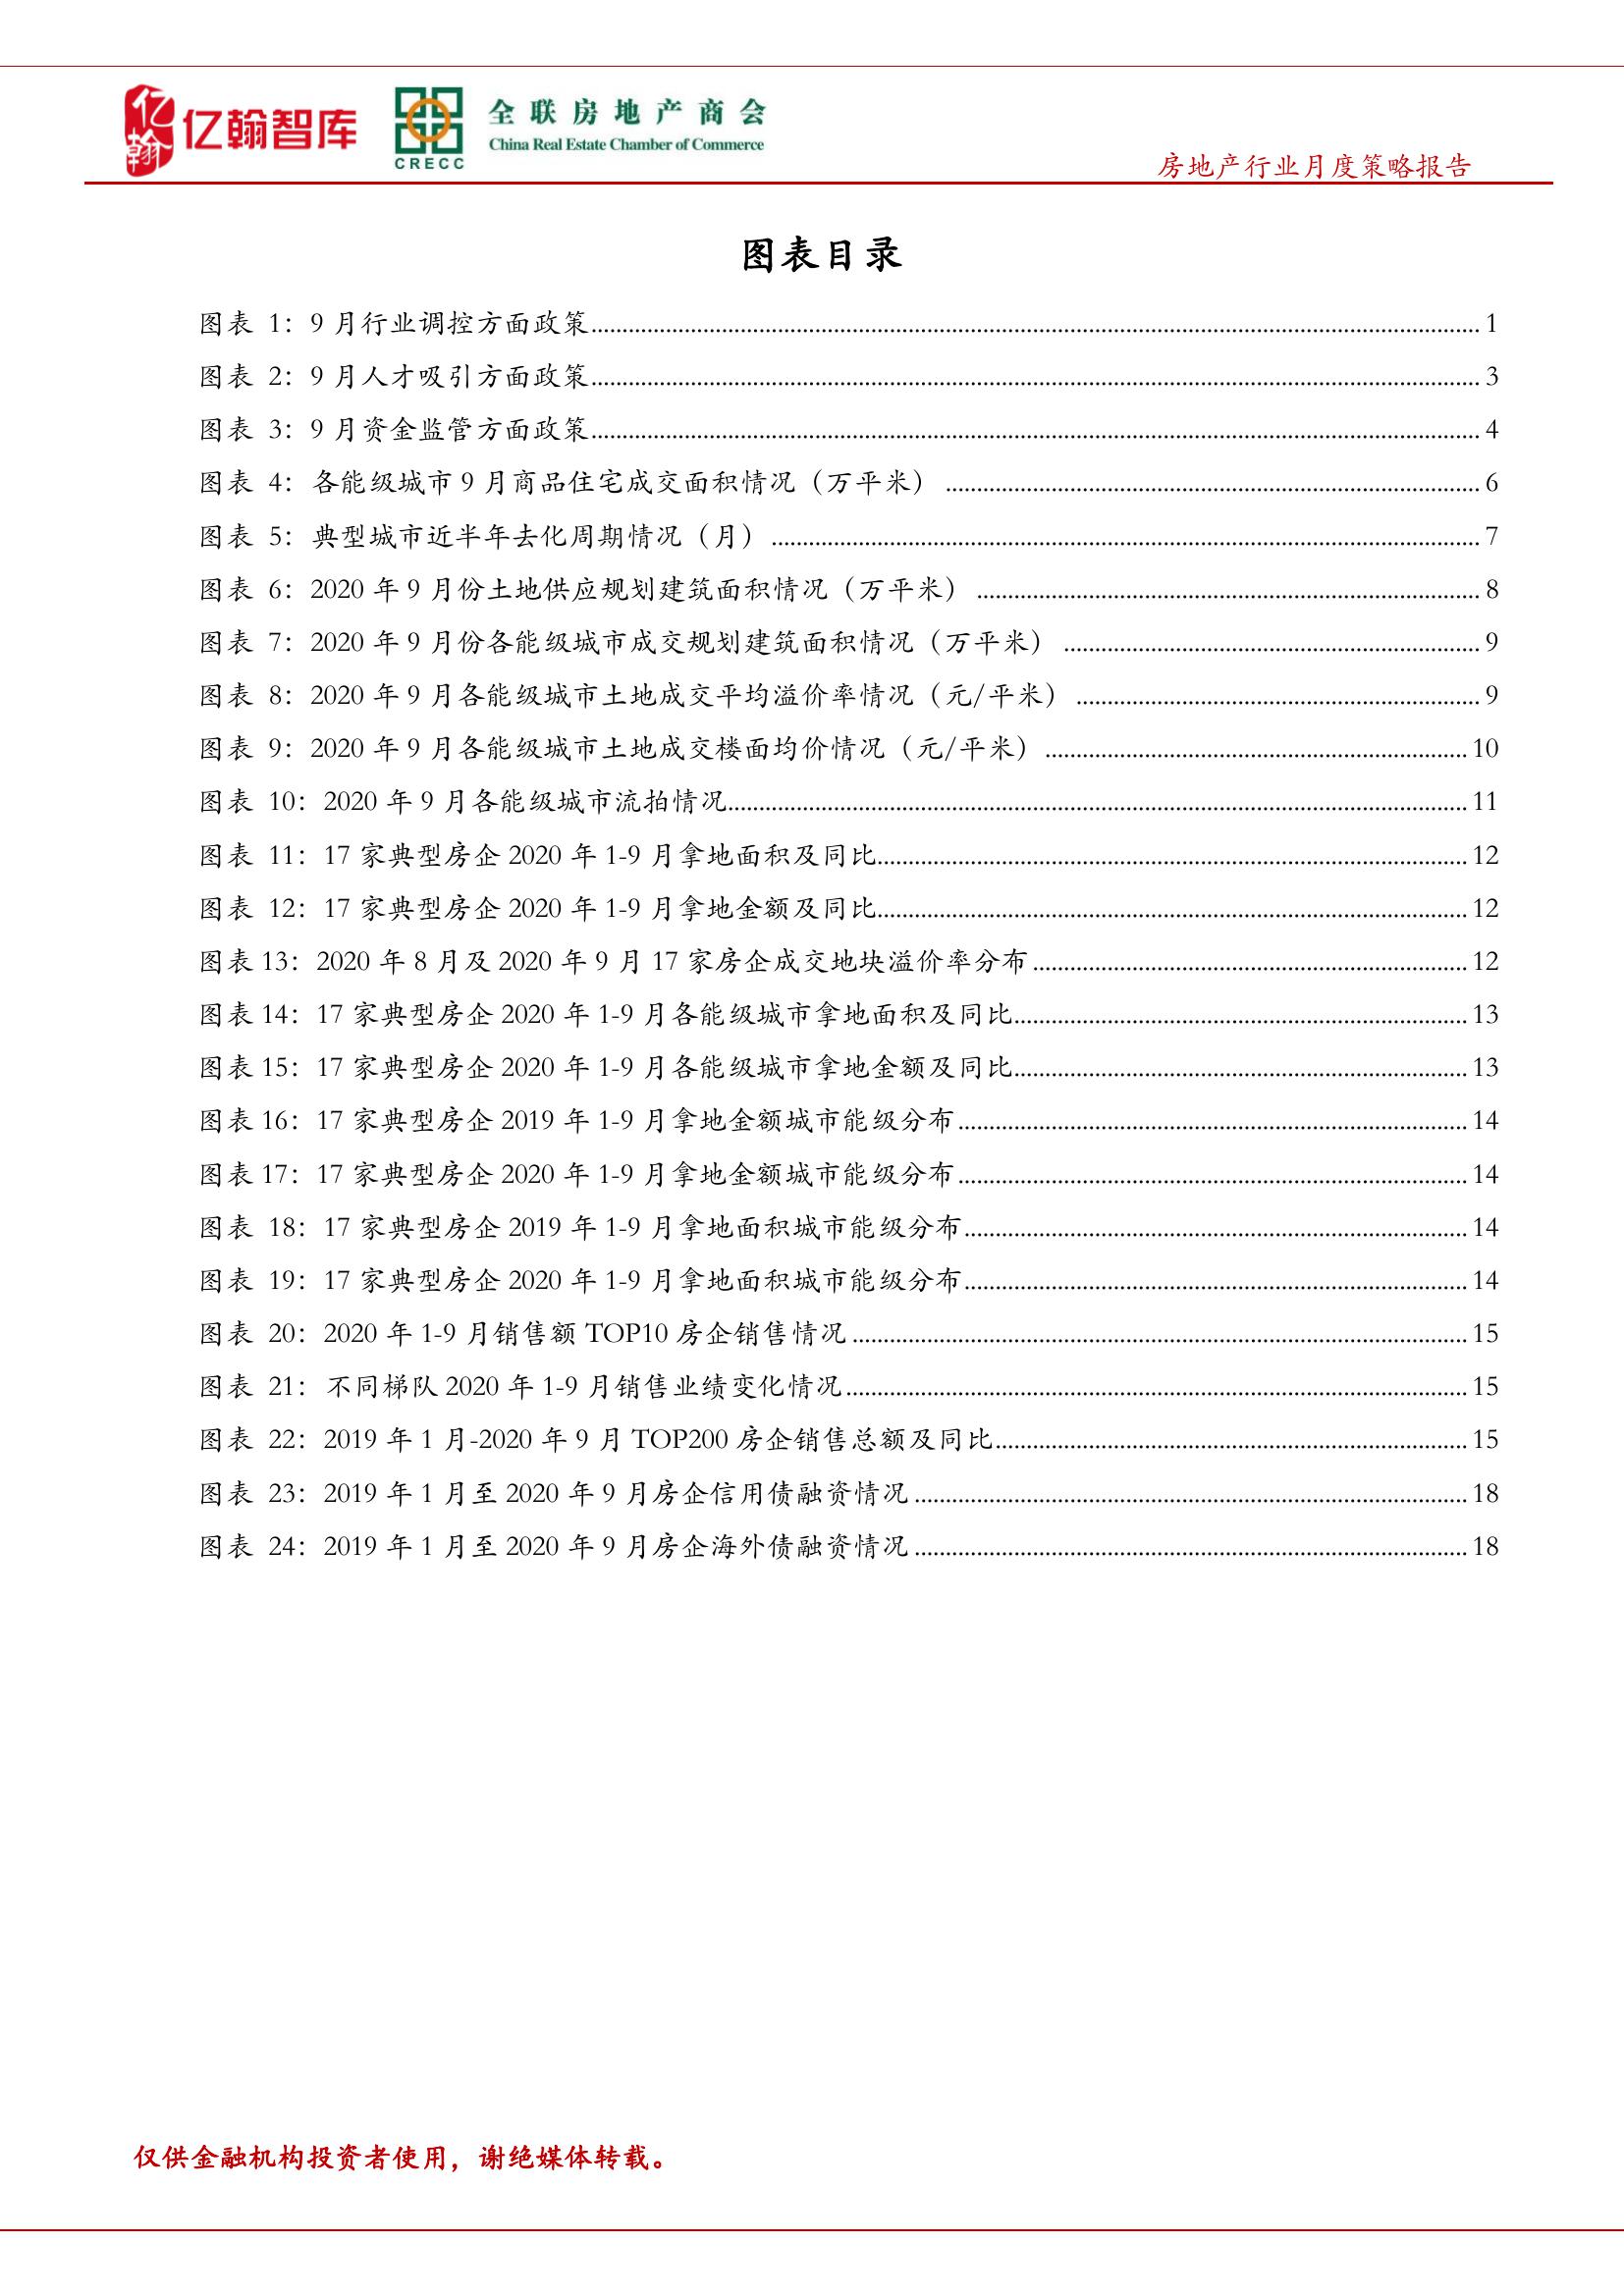 亿翰 亿翰智库
CRECC
全联房地产商会
China Real Estate Chamber of Commerce
房地产行业月度策略报告
图表目录
图表 1：9 月行业调控方面政策 1
图表 2：9 月人才吸引方面政策 3
图表 3：9 月资金监管方面政策 4
图表 4：各能级城市 9 月商品住宅成交面积情况（万平米） 6
图表 5：典型城市近半年去化周期情况（月） 7
图表 6：2020 年 9 月份土地供应规划建筑面积情况（万平米） 8
图表 7：2020 年 9 月份各能级城市成交规划建筑面积情况（万平米） 9
图表 8：2020 年 9 月各能级城市土地成交平均溢价率情况（元/平米） 9
图表 9：2020 年 9 月各能级城市土地成交楼面均价情况（元/平米） 10
图表 10：2020 年 9 月各能级城市流拍情况 11
图表 11：17 家典型房企 2020 年 1-9 月拿地面积及同比 12
图表 12：17 家典型房企 2020 年 1-9 月拿地金额及同比 12
图表 13：2020 年 8 月及 2020 年 9 月 17 家房企成交地块溢价率分布 12
图表 14：17 家典型房企 2020 年 1-9 月各能级城市拿地面积及同比 13
图表 15：17 家典型房企 2020 年 1-9 月各能级城市拿地金额及同比 13
图表 16：17 家典型房企 2019 年 1-9 月拿地金额城市能级分布 14
图表 17：17 家典型房企 2020 年 1-9 月拿地金额城市能级分布 14
图表 18：17 家典型房企 2019 年 1-9 月拿地面积城市能级分布 14
图表 19：17 家典型房企 2020 年 1-9 月拿地面积城市能级分布 14
图表 20：2020 年 1-9 月销售额 TOP10 房企销售情况 15
图表 21：不同梯队 2020 年 1-9 月销售业绩变化情况 15
图表 22：2019 年 1 月-2020 年 9 月 TOP200 房企销售总额及同比 15
图表 23：2019 年 1 月至 2020 年 9 月房企信用债融资情况 18
图表 24：2019 年 1 月至 2020 年 9 月房企海外债融资情况 18
仅供金融机构投资者使用，谢绝媒体转载。